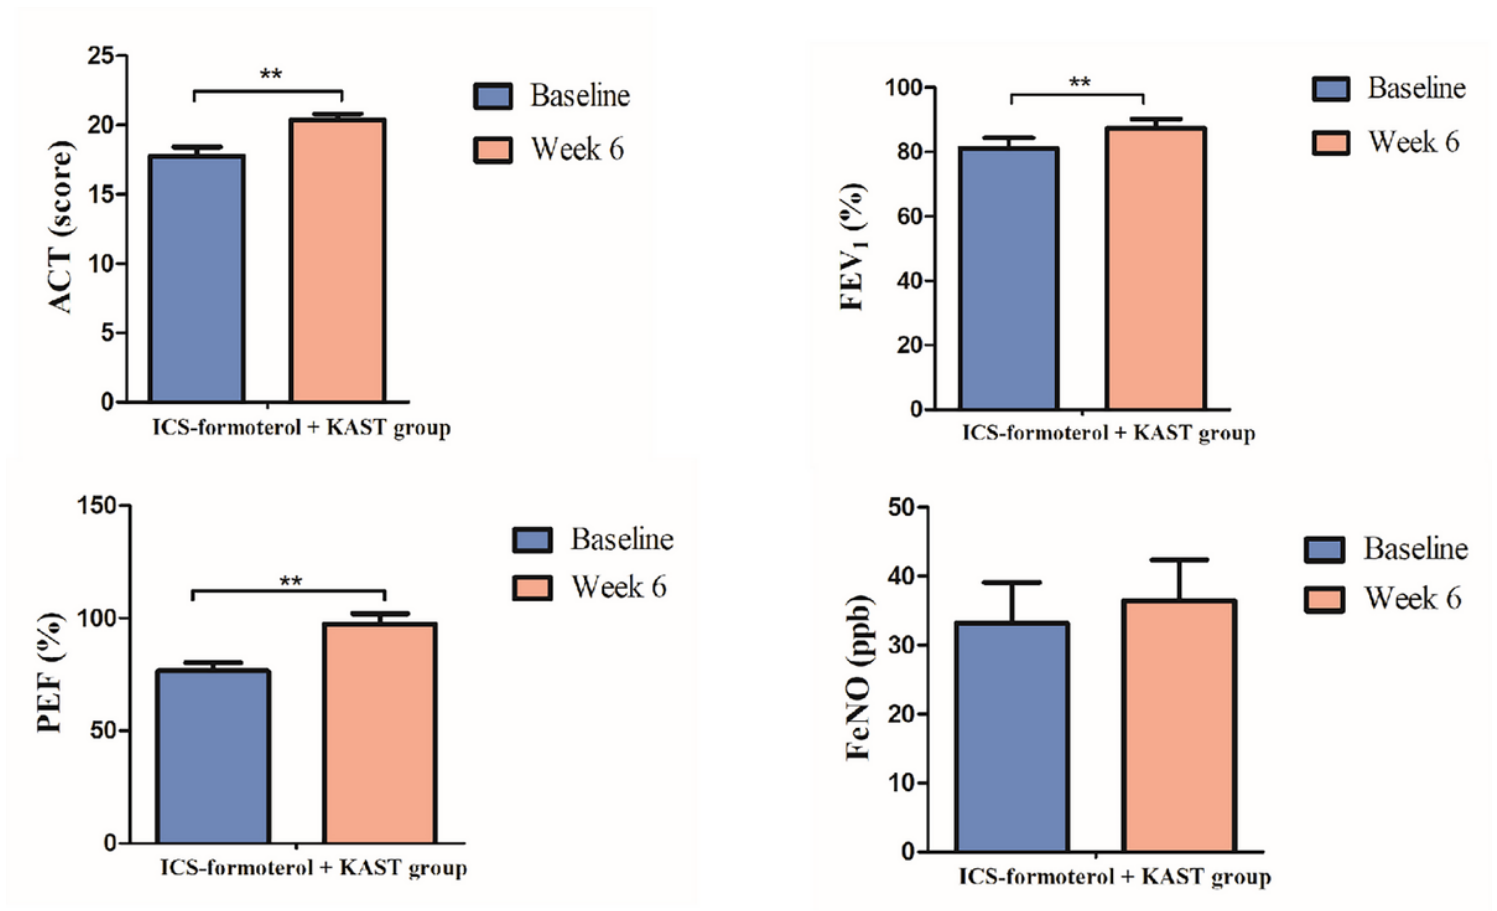 25
20
15
10
5
0
ACT (score)
**
Baseline
Week 6
ICS-formoterol + KAST group
100
80
60
40
20
0
FEV₁ (%)
**
Baseline
Week 6
ICS-formoterol + KAST group
150
100
50
0
PEF (%)
**
Baseline
Week 6
ICS-formoterol + KAST group
50
40
30
20
10
0
FeNO (ppb)
Baseline
Week 6
ICS-formoterol + KAST group